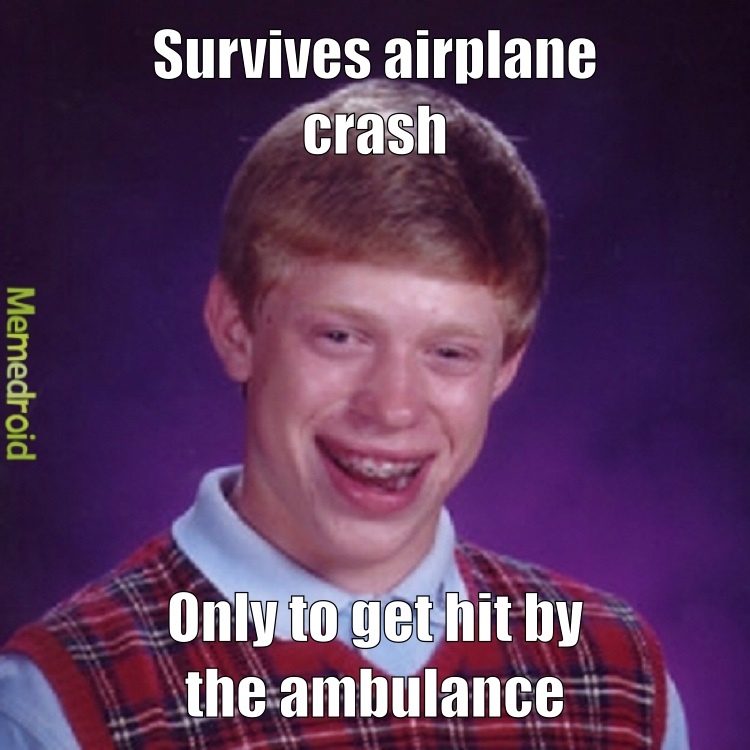 Survives airplane
crash
Memedroid
Only to get hit by
the ambulance